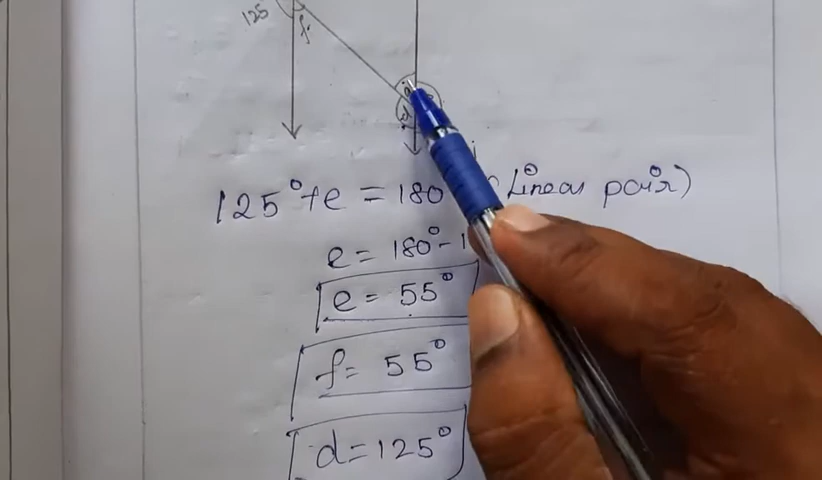 125
f
125° + e = 180 Linear pair)
e = 180° - 1
e = 55°
f = 55°
d = 125°